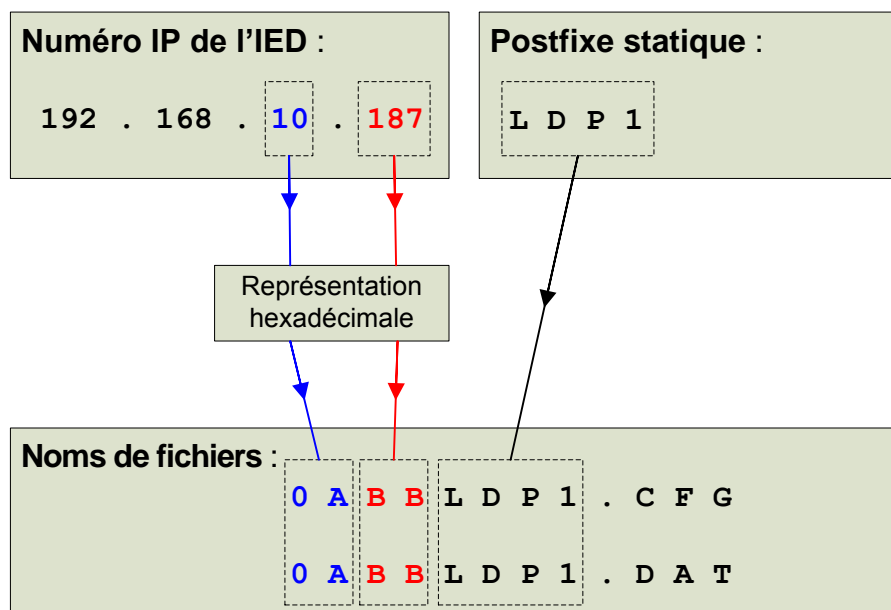 Numéro IP de l’IED :
192 . 168 . 10 . 187
Postfixe statique :
L D P 1
Représentation
hexadécimale
Noms de fichiers :
0 A B B L D P 1 . C F G
0 A B B L D P 1 . D A T